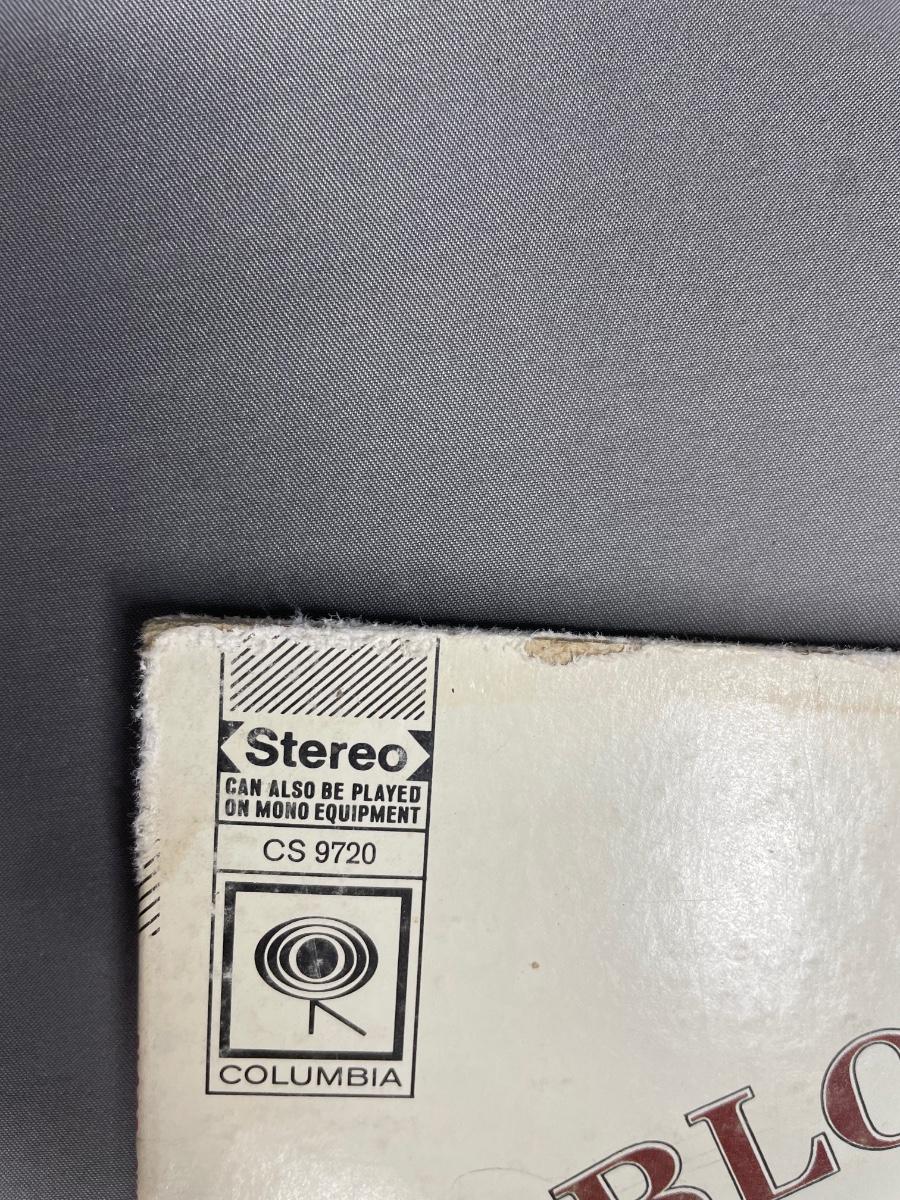 Stereo
CAN ALSO BE PLAYED
ON MONO EQUIPMENT
CS 9720
COLUMBIA
BLO